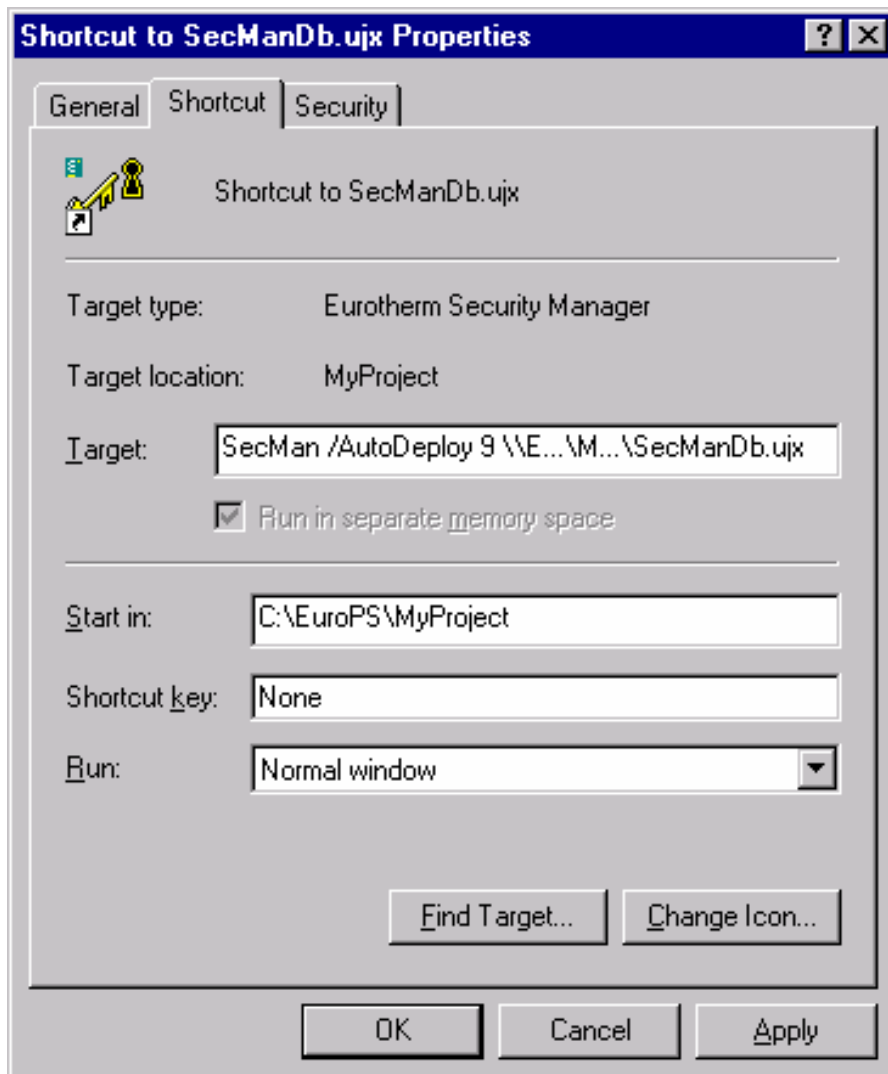 Shortcut to SecManDb.ujx Properties
General Shortcut Security
Shortcut to SecManDb.ujx
Target type: Eurotherm Security Manager
Target location: MyProject
Target: SecMan /AutoDeploy 9 \\E...\M...\SecManDb.ujx
Run in separate memory space
Start in: C:\EuroPS\MyProject
Shortcut key: None
Run: Normal window
Find Target... Change Icon...
OK Cancel Apply